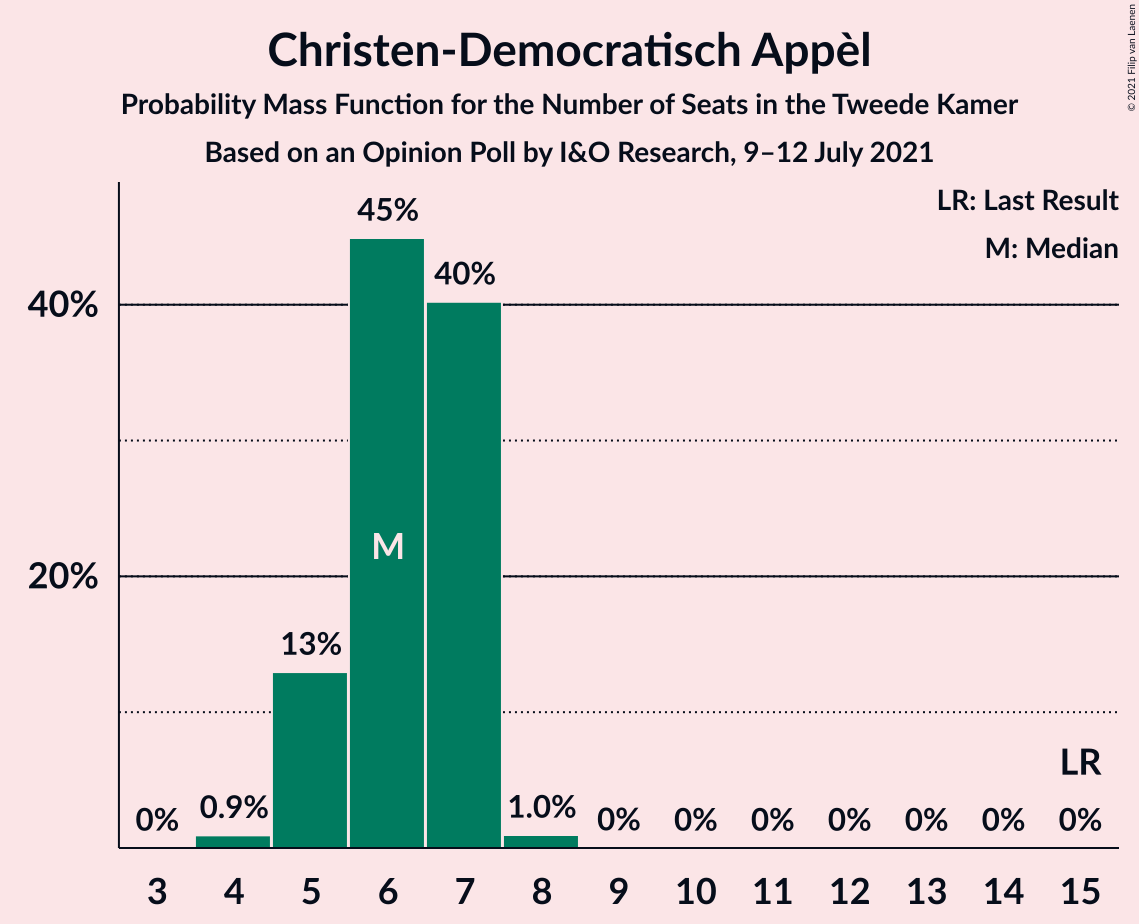 Christen-Democratisch Appèl
Probability Mass Function for the Number of Seats in the Tweede Kamer
Based on an Opinion Poll by I&O Research, 9–12 July 2021
© 2021 Filip van Laenen
LR: Last Result
M: Median
45%
40%
40%
M
20%
13%
LR
0%
0.9%
1.0%
0%
0%
0%
0%
0%
0%
0%
3 4 5 6 7 8 9 10 11 12 13 14 15